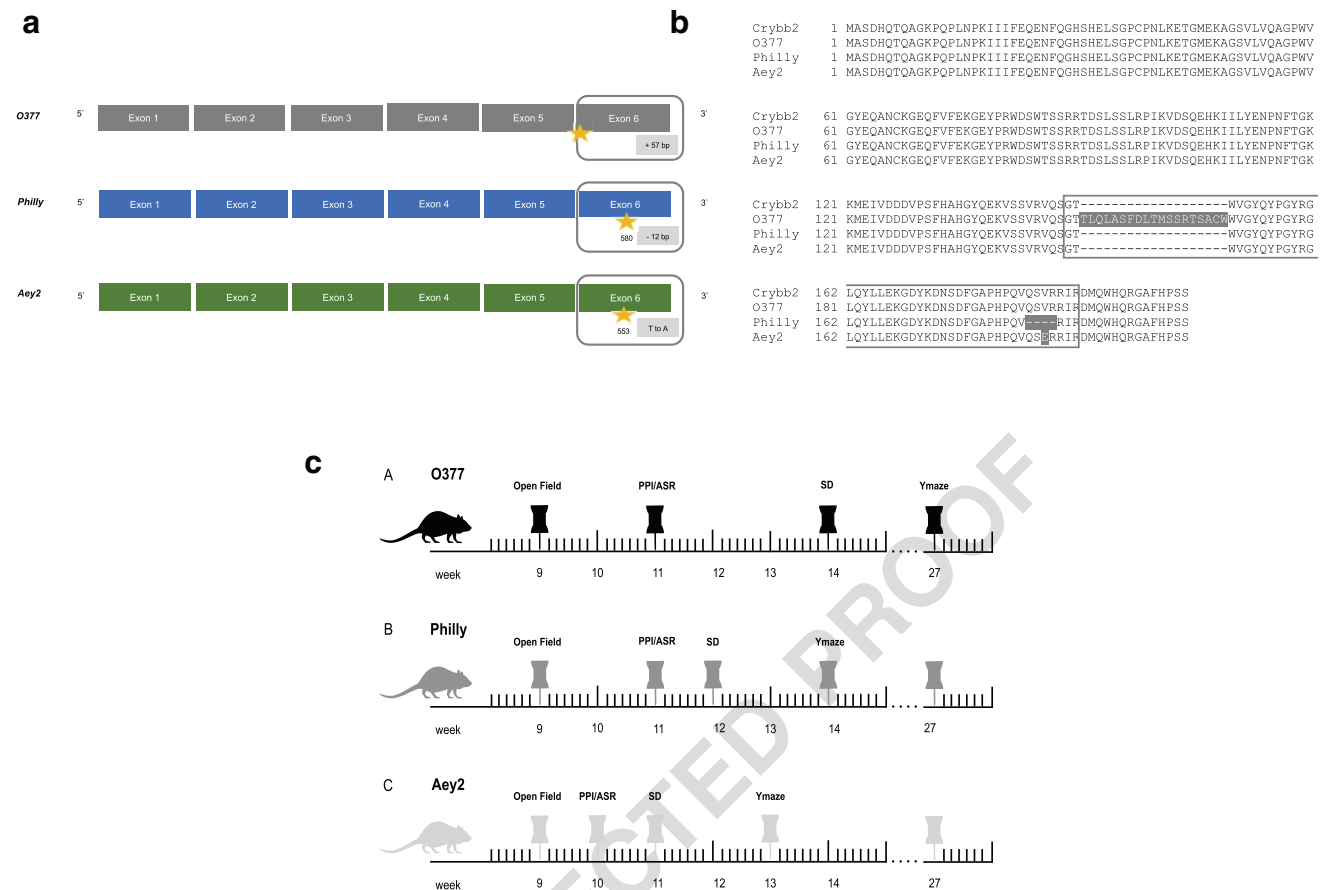 a
O377 5` Exon 1 Exon 2 Exon 3 Exon 4 Exon 5 Exon 6 3`
+ 57 bp
Philly 5` Exon 1 Exon 2 Exon 3 Exon 4 Exon 5 Exon 6 3`
580 - 12 bp
Aey2 5` Exon 1 Exon 2 Exon 3 Exon 4 Exon 5 Exon 6 3`
553 T to A
b
Crybb2 1 MASDHQTQAGKPQPLNPKIIIFEQENFQGHSHELSGPCPNLKETGMEKAGSVLVQAGPWV
O377 1 MASDHQTQAGKPQPLNPKIIIFEQENFQGHSHELSGPCPNLKETGMEKAGSVLVQAGPWV
Philly 1 MASDHQTQAGKPQPLNPKIIIFEQENFQGHSHELSGPCPNLKETGMEKAGSVLVQAGPWV
Aey2 1 MASDHQTQAGKPQPLNPKIIIFEQENFQGHSHELSGPCPNLKETGMEKAGSVLVQAGPWV
Crybb2 61 GYEQANCKGEQFVFEKGEYPRWDSWTSSRRTDSLSSLRPIKVDSQEHKIILYENPNFTGK
O377 61 GYEQANCKGEQFVFEKGEYPRWDSWTSSRRTDSLSSLRPIKVDSQEHKIILYENPNFTGK
Philly 61 GYEQANCKGEQFVFEKGEYPRWDSWTSSRRTDSLSSLRPIKVDSQEHKIILYENPNFTGK
Aey2 61 GYEQANCKGEQFVFEKGEYPRWDSWTSSRRTDSLSSLRPIKVDSQEHKIILYENPNFTGK
Crybb2 121 KMEIVDDDVPSFHAHGYQEKVSSVRVQSGT-------------------WVGYQYPGYRG
O377 121 KMEIVDDDVPSFHAHGYQEKVSSVRVQSGTTLQLASFDLTMSSRTSACWWVGYQYPGYRG
Philly 121 KMEIVDDDVPSFHAHGYQEKVSSVRVQSGT-------------------WVGYQYPGYRG
Aey2 121 KMEIVDDDVPSFHAHGYQEKVSSVRVQSGT-------------------WVGYQYPGYRG
Crybb2 162 LQYLLEKGDYKDNSDFGAPHPQVQSVRRIRDMQWHQRGAFHPSS
O377 181 LQYLLEKGDYKDNSDFGAPHPQVQSVRRIRDMQWHQRGAFHPSS
Philly 162 LQYLLEKGDYKDNSDFGAPHPQV----RIRDMQWHQRGAFHPSS
Aey2 162 LQYLLEKGDYKDNSDFGAPHPQVQSERRIRDMQWHQRGAFHPSS
c
A O377
Open Field PPI/ASR SD Ymaze
....
week 9 10 11 12 13 14 27
B Philly
Open Field PPI/ASR SD Ymaze
....
week 9 10 11 12 13 14 27
C Aey2
Open Field PPI/ASR SD Ymaze
....
week 9 10 11 12 13 14 27
CTED PROOF